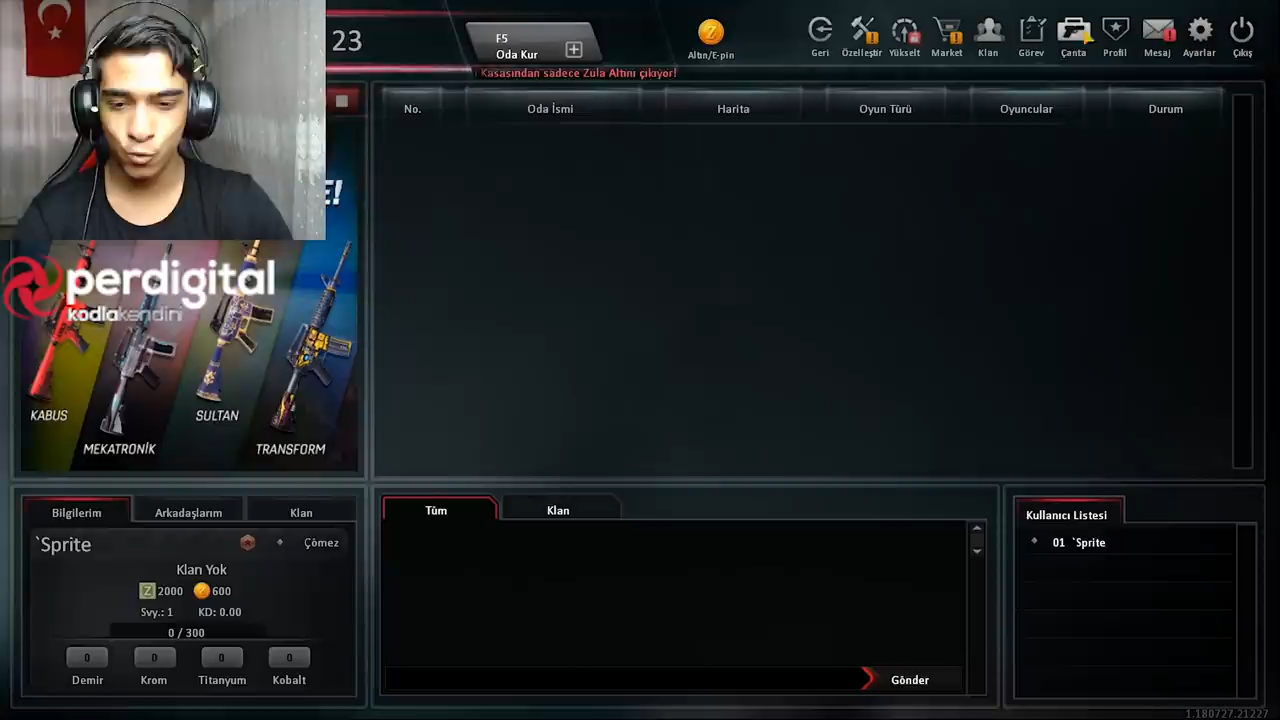 23
F5
Oda Kur
Altın/E-pin
Geri
Özelleştir
Yükselt
Market
Klan
Görev
Çanta
Profil
Mesaj
Ayarlar
Çıkış
Kasasından sadece Zula Altını çıkıyor!
No.
Oda İsmi
Harita
Oyun Türü
Oyuncular
Durum
E!
perdigital
kodlakendini
KABUS
MEKATRONİK
SULTAN
TRANSFORM
Bilgilerim
Arkadaşlarım
Klan
`Sprite
Çömez
Klan Yok
Z 2000
Z 600
Svy.: 1
KD: 0.00
0 / 300
0
0
0
0
Demir
Krom
Titanyum
Kobalt
Tüm
Klan
Gönder
Kullanıcı Listesi
01 `Sprite
1.180727.21227